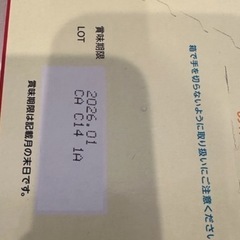 箱で手を切らないように取り扱いにご注意ください
賞味期限
LOT
2026.01
CA C14 1A
賞味期限は記載月の末日です。